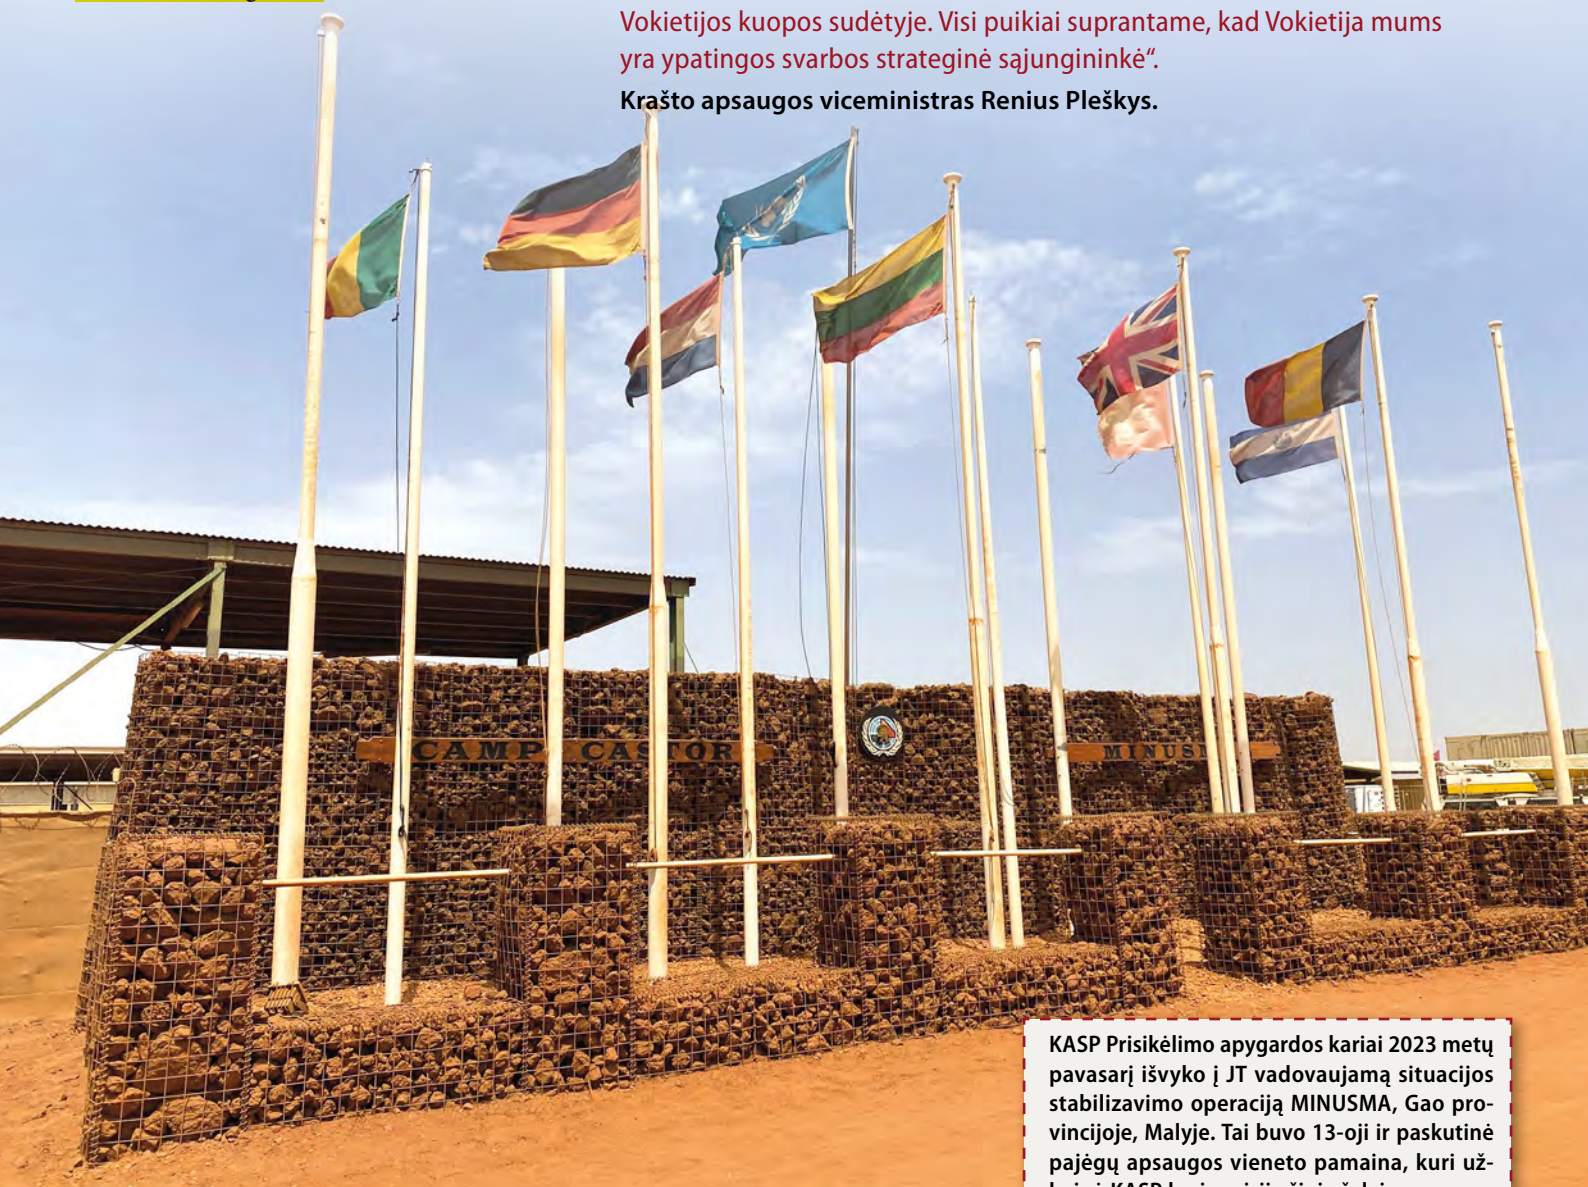 Vokietijos kuopos sudėtyje. Visi puikiai suprantame, kad Vokietija mums
yra ypatingos svarbos strateginė sąjungininkė“.
Krašto apsaugos viceministras Renius Pleškys.
CAMP CASTOR
KASP Prisikėlimo apygardos kariai 2023 metų
pavasarį išvyko į JT vadovaujamą situacijos
stabilizavimo operaciją MINUSMA, Gao pro-
vincijoje, Malyje. Tai buvo 13-oji ir paskutinė
pajėgų apsaugos vieneto pamaina, kuri už-